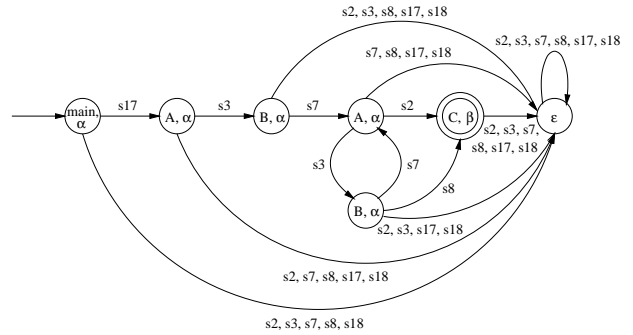 s2, s3, s8, s17, s18
s2, s3, s7, s8, s17, s18
s7, s8, s17, s18
main,
α
s17
A, α
s3
B, α
s7
A, α
s2
C, β
s2, s3, s7,
s8, s17, s18
ε
s3
s7
s8
B, α
s2, s3, s17, s18
s2, s7, s8, s17, s18
s2, s3, s7, s8, s18